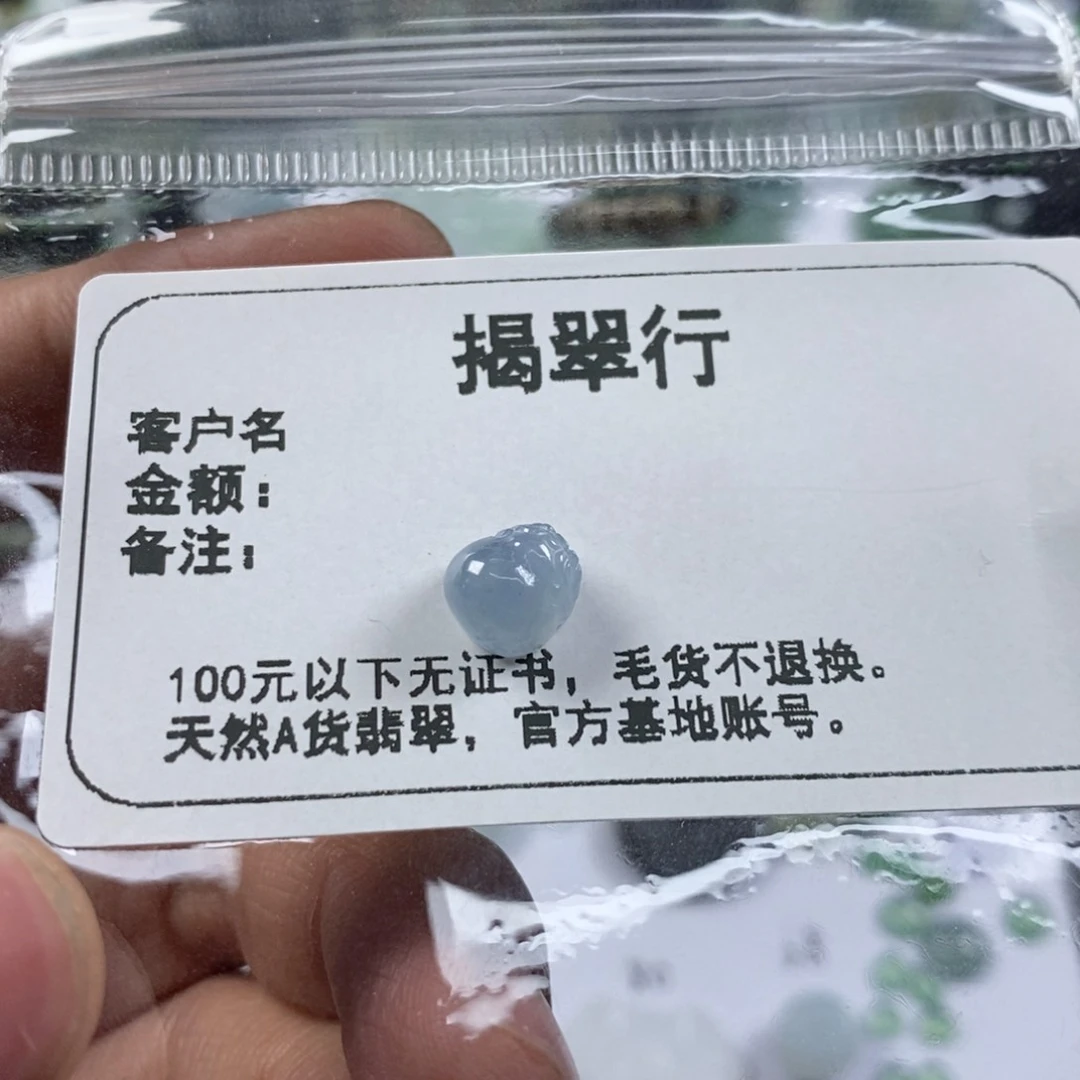 揭翠行
客户名
金额：
备注：
100元以下无证书，毛货不退换。
天然A货翡翠，官方基地账号。